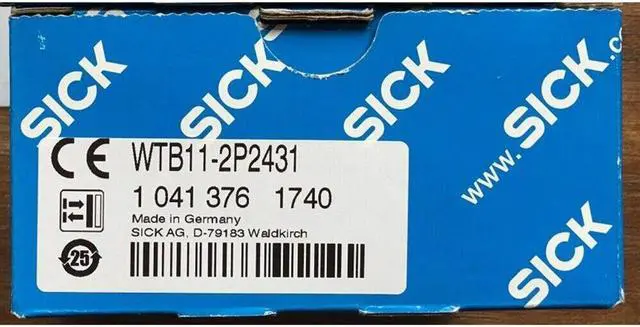 SICK
SICK
SICK
SICK
www.SICK.c
SICK
CE
WTB11-2P2431
1 041 376 1740
Made in Germany
SICK AG, D-79183 Waldkirch
25